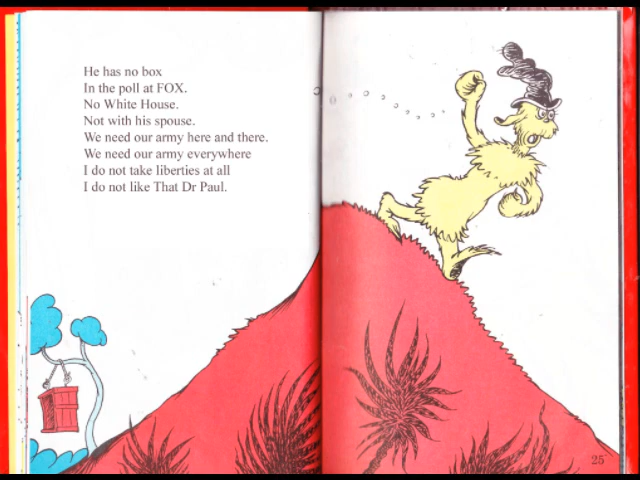 He has no box
In the poll at FOX.
No White House.
Not with his spouse.
We need our army here and there.
We need our army everywhere
I do not take liberties at all
I do not like That Dr Paul.
25